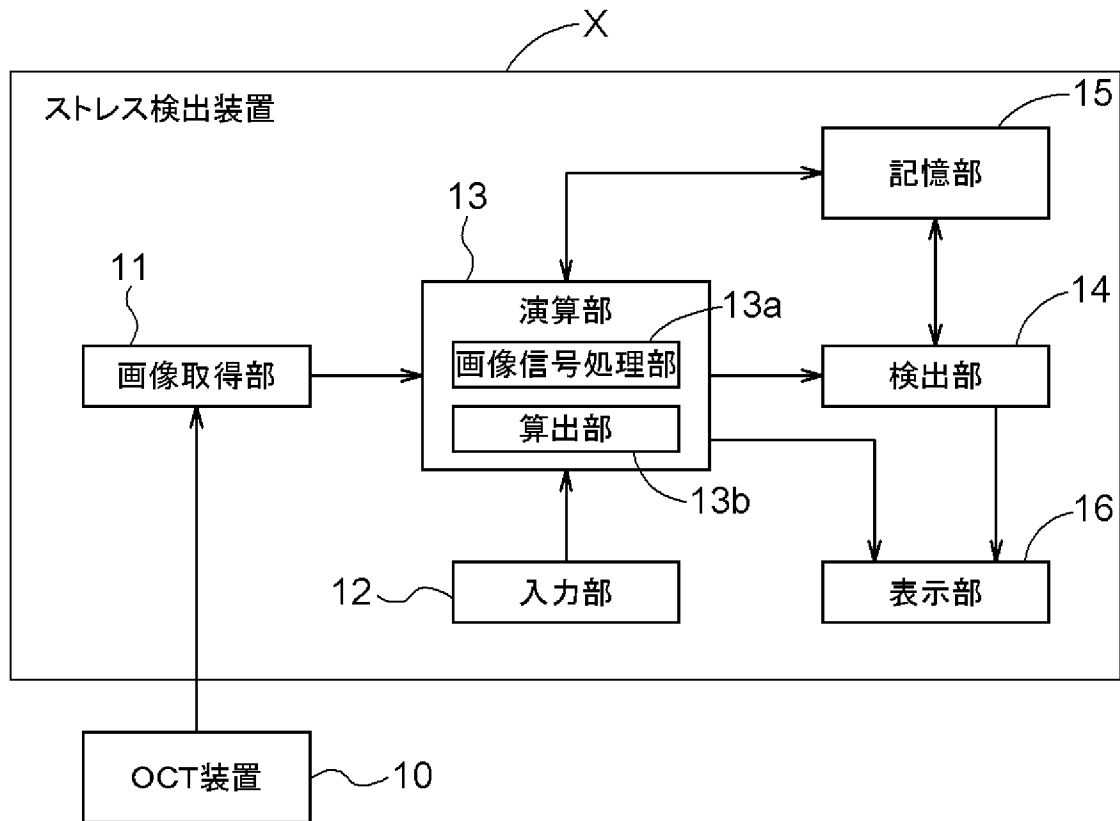 X
ストレス検出装置
15
記憶部
13
11
演算部
13a
14
画像取得部
画像信号処理部
検出部
算出部
13b
16
12
入力部
表示部
OCT装置
10